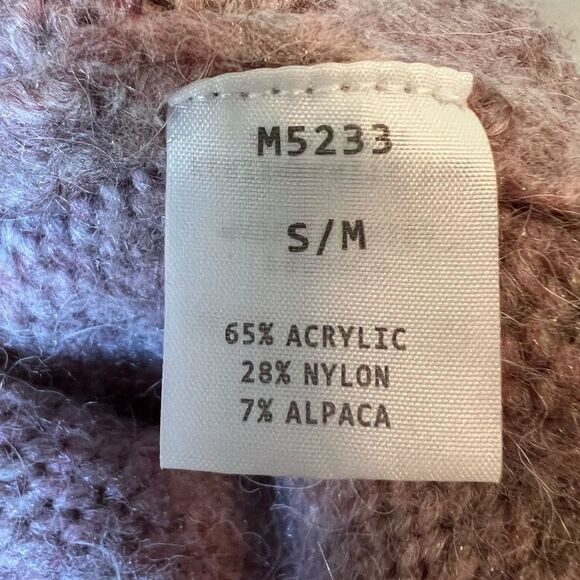 M5233
S/M
65% ACRYLIC
28% NYLON
7% ALPACA